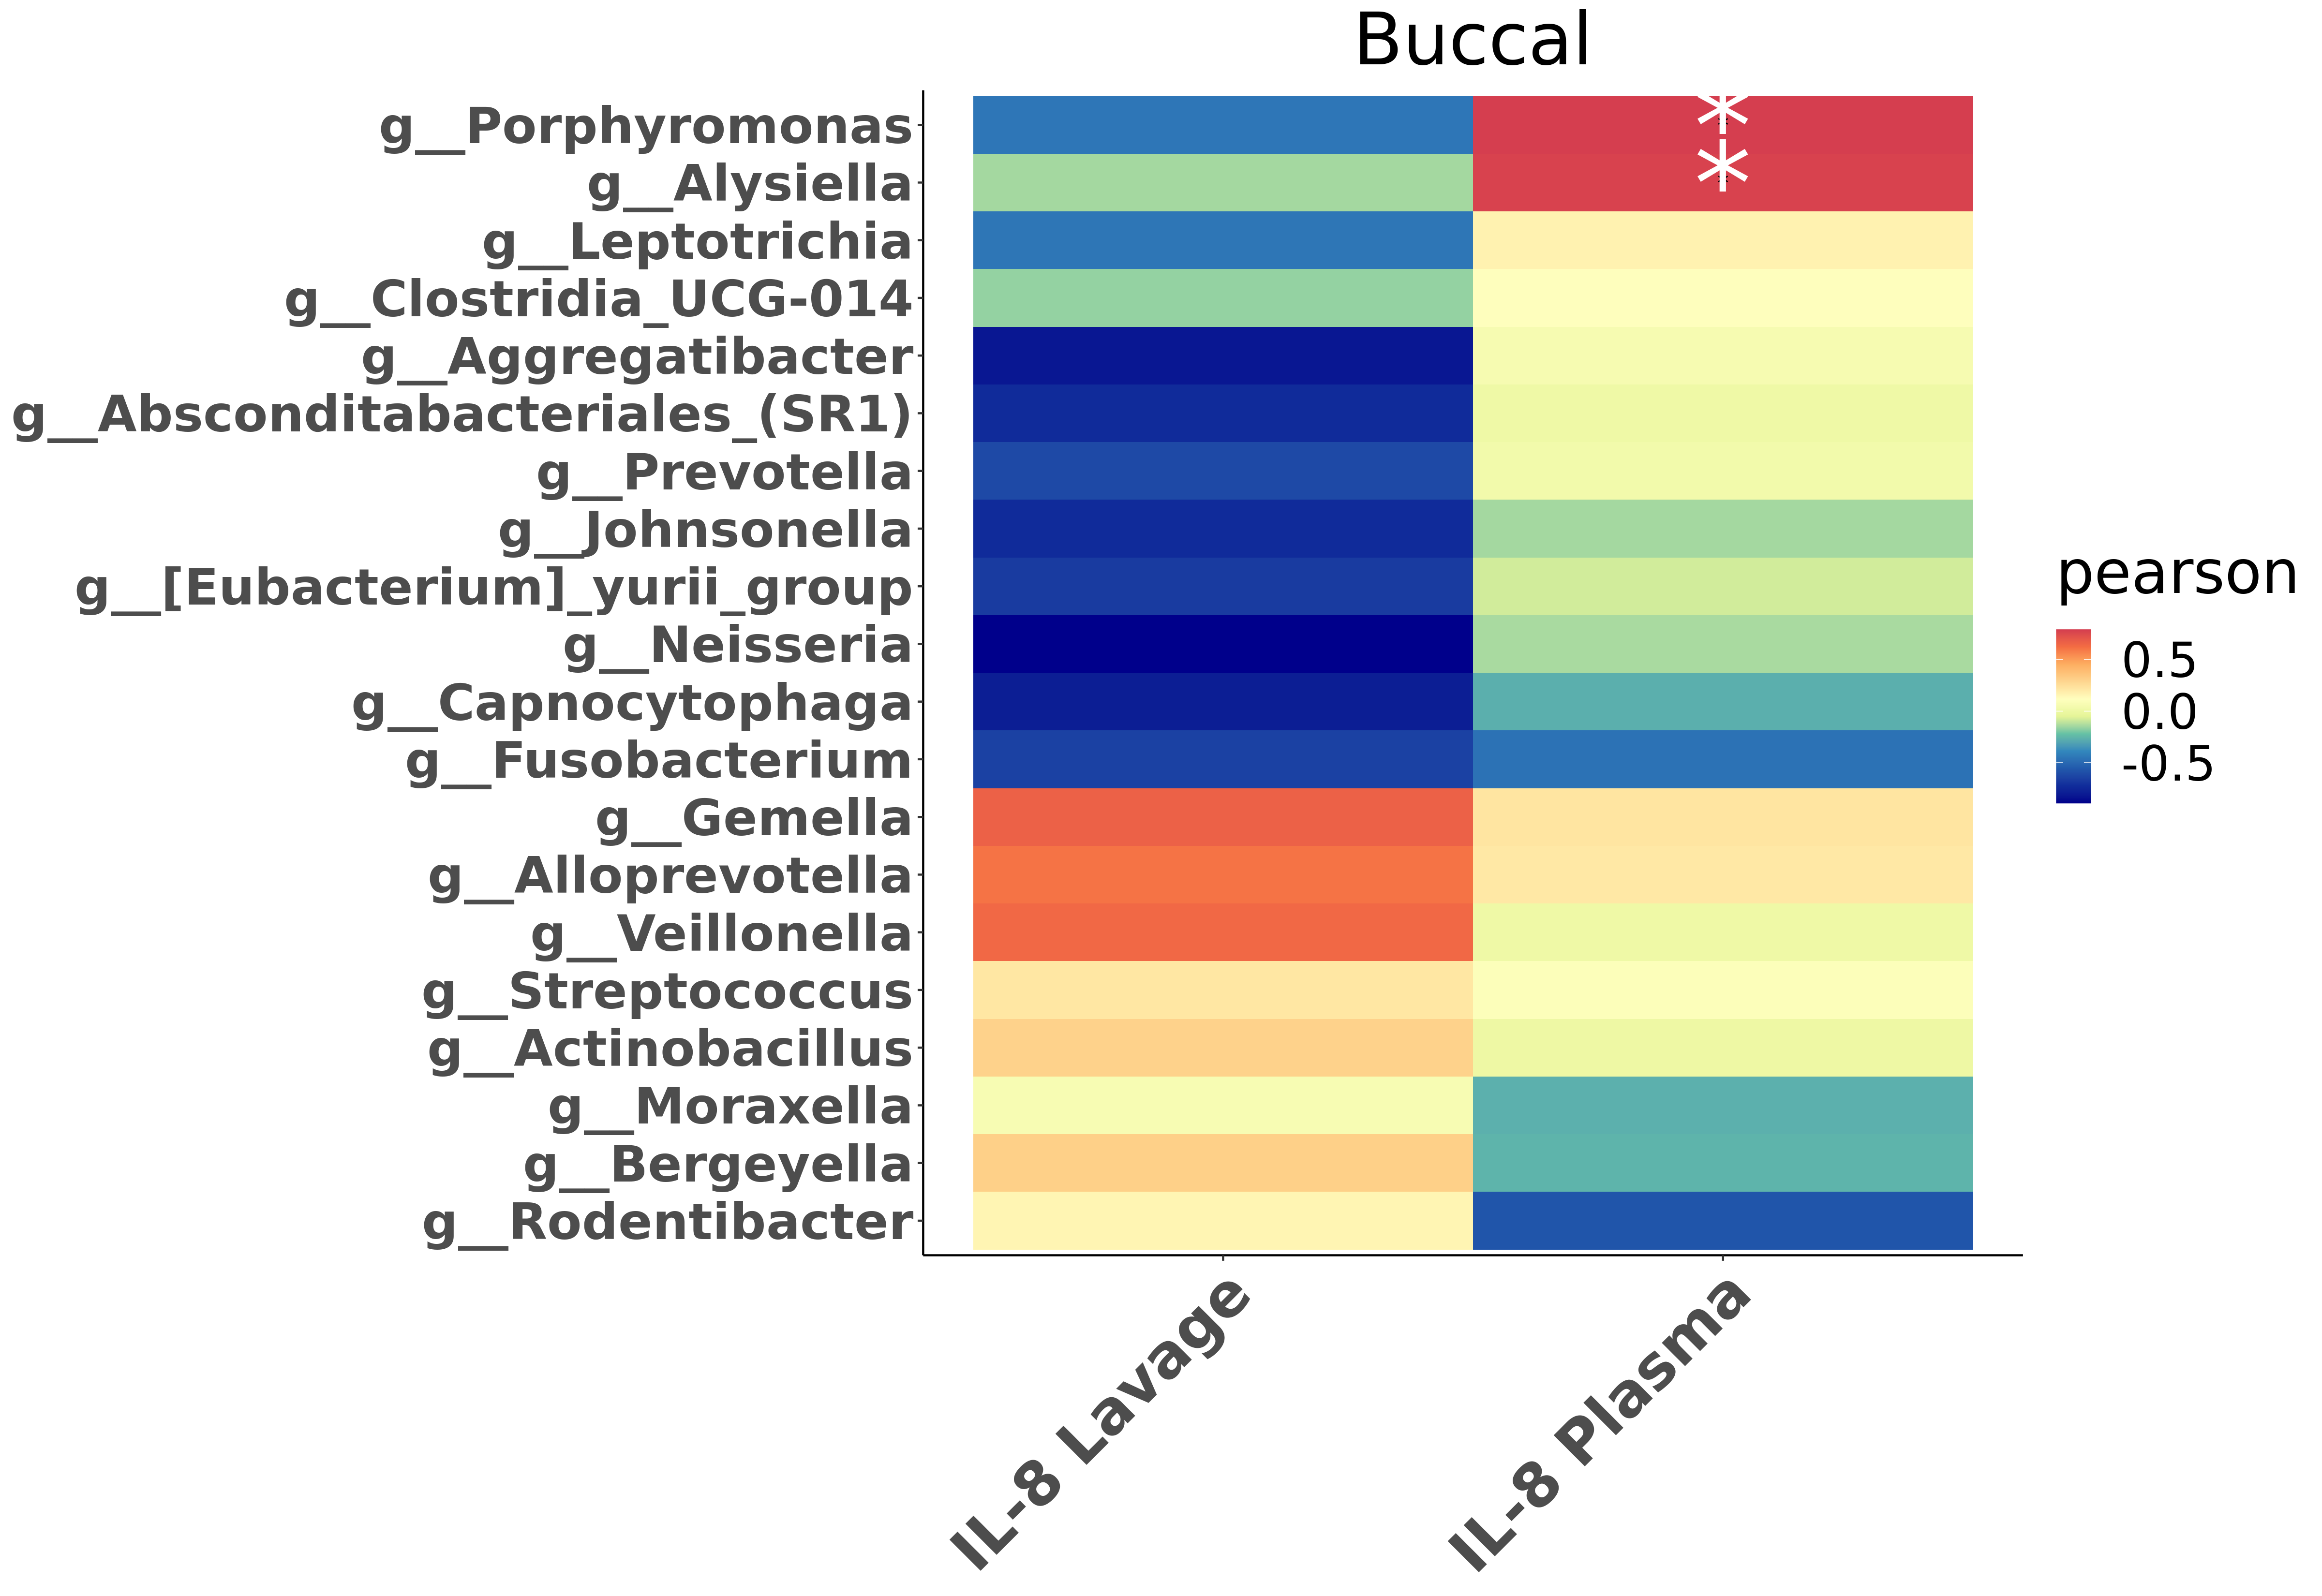 Buccal
g__Porphyromonas
g__Alysiella
g__Leptotrichia
g__Clostridia_UCG-014
g__Aggregatibacter
g__Absconditabacteriales_(SR1)
g__Prevotella
g__Johnsonella
g__[Eubacterium]_yurii_group
g__Neisseria
g__Capnocytophaga
g__Fusobacterium
g__Gemella
g__Alloprevotella
g__Veillonella
g__Streptococcus
g__Actinobacillus
g__Moraxella
g__Bergeyella
g__Rodentibacter
*
*
IL-8 Lavage
IL-8 Plasma
pearson
0.5
0.0
-0.5